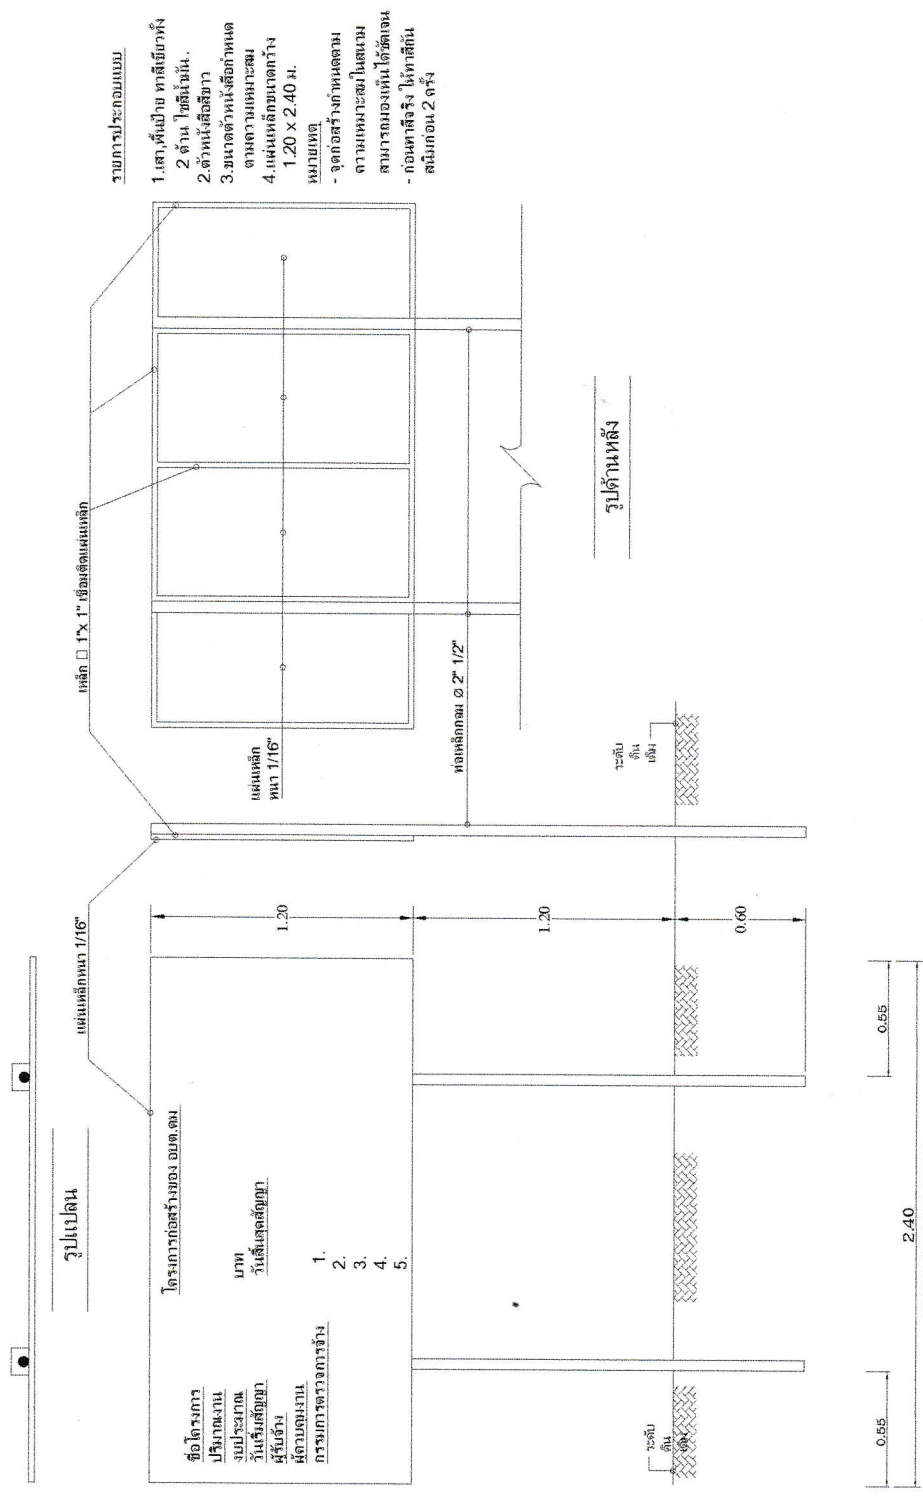 รูปแปลน
แผ่นเหล็กหนา 1/16"
เหล็ก □ 1"x 1" เชื่อมติดแผ่นเหล็ก
โครงการก่อสร้างของ อบต.คม
ชื่อโครงการ
ปริมาณงาน
งบประมาณ บาท
วันเริ่มสัญญา วันสิ้นสุดสัญญา
ผู้รับจ้าง
ผู้ควบคุมงาน
กรรมการตรวจการจ้าง 1.
2.
3.
4.
5.
1.20
1.20
0.60
ระดับ
ดิน
เดิม
0.55
0.55
2.40
แผ่นเหล็ก
หนา 1/16"
ท่อเหล็กกลม ø 2" 1/2"
ระดับ
ดิน
เดิม
รูปด้านหลัง
รายการประกอบแบบ
1.เสา,พื้นป้าย ทาสีเขียวทั้ง
2 ด้าน ใช้สีน้ำมัน.
2.ตัวหนังสือสีขาว
3.ขนาดตัวหนังสือกำหนด
ตามความเหมาะสม
4.แผ่นเหล็กขนาดกว้าง
1.20 x 2.40 ม.
หมายเหตุ
- จุดก่อสร้างกำหนดตาม
ความเหมาะสมในสนาม
สามารถมองเห็นได้ชัดเจน
- ก่อนทาสีจริง ให้ทาสีกัน
สนิมก่อน 2 ครั้ง